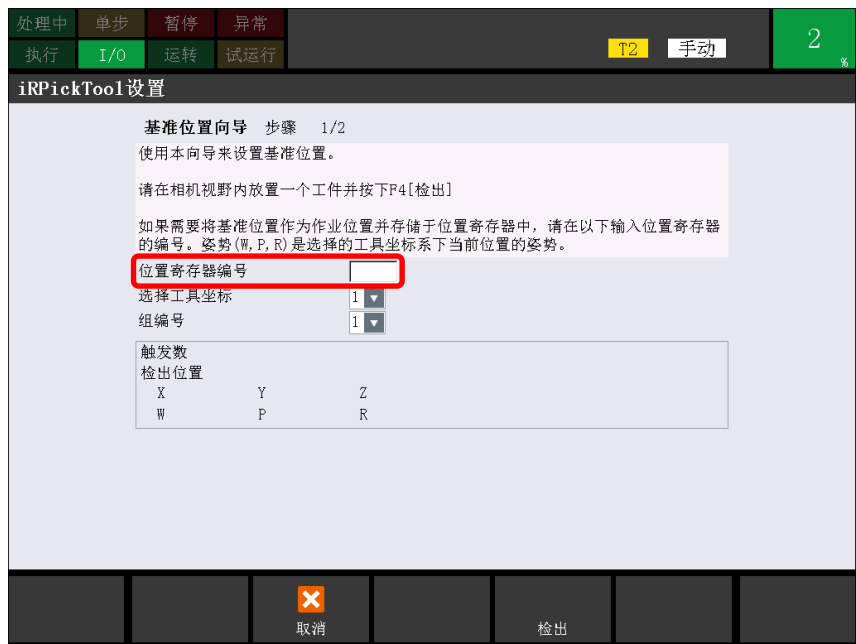 处理中 单步 暂停 异常
执行 I/O 运转 试运行
T2 手动
2
%
iRPickTool设置
基准位置向导 步骤 1/2
使用本向导来设置基准位置。
请在相机视野内放置一个工件并按下F4[检出]
如果需要将基准位置作为作业位置并存储于位置寄存器中，请在以下输入位置寄存器
的编号。姿势(W,P,R)是选择的工具坐标系下当前位置的姿势。
位置寄存器编号
选择工具坐标 1
组编号 1
触发数
检出位置
X Y Z
W P R
取消 检出